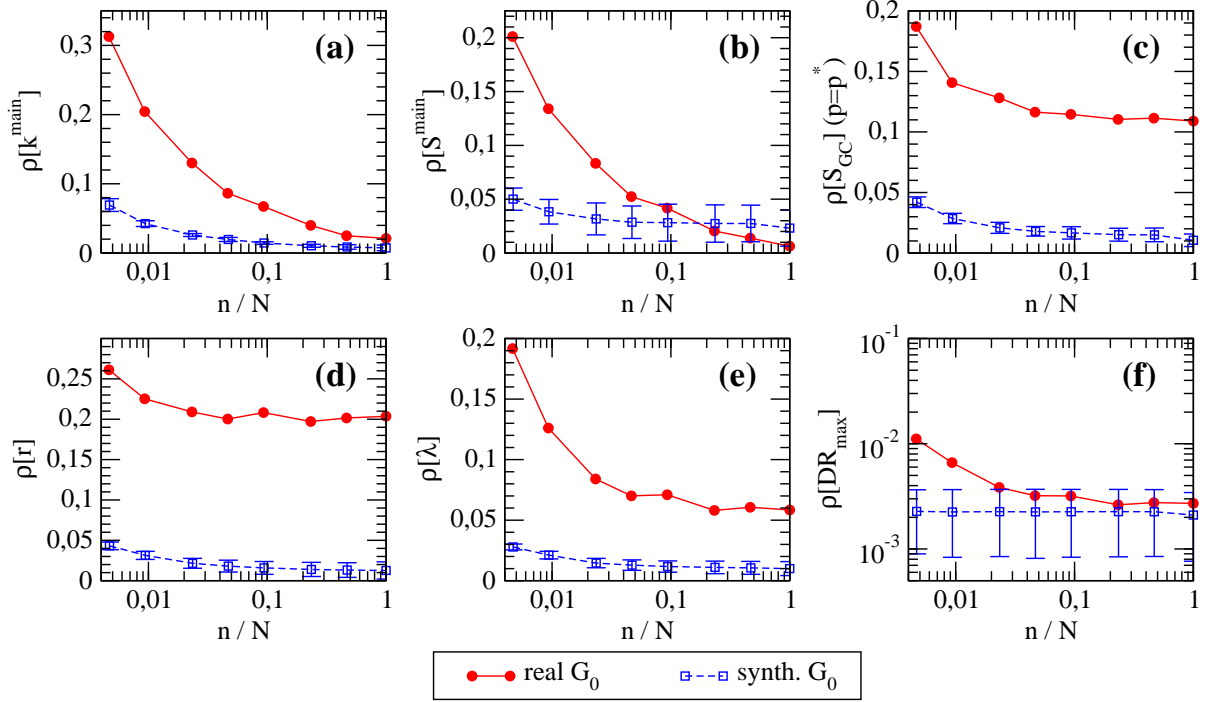 (a)
ρ[k^main]
0,3
0,2
0,1
0
0,01
0,1
1
n / N
(b)
ρ[S^main]
0,2
0,15
0,1
0,05
0
0,01
0,1
1
n / N
(c)
ρ[S_GC] (p=p^*)
0,2
0,15
0,1
0,05
0
0,01
0,1
1
n / N
(d)
ρ[r]
0,25
0,2
0,15
0,1
0,05
0
0,01
0,1
1
n / N
(e)
ρ[λ]
0,2
0,15
0,1
0,05
0
0,01
0,1
1
n / N
(f)
ρ[DR_max]
10^-1
10^-2
10^-3
0,01
0,1
1
n / N
real G_0
synth. G_0